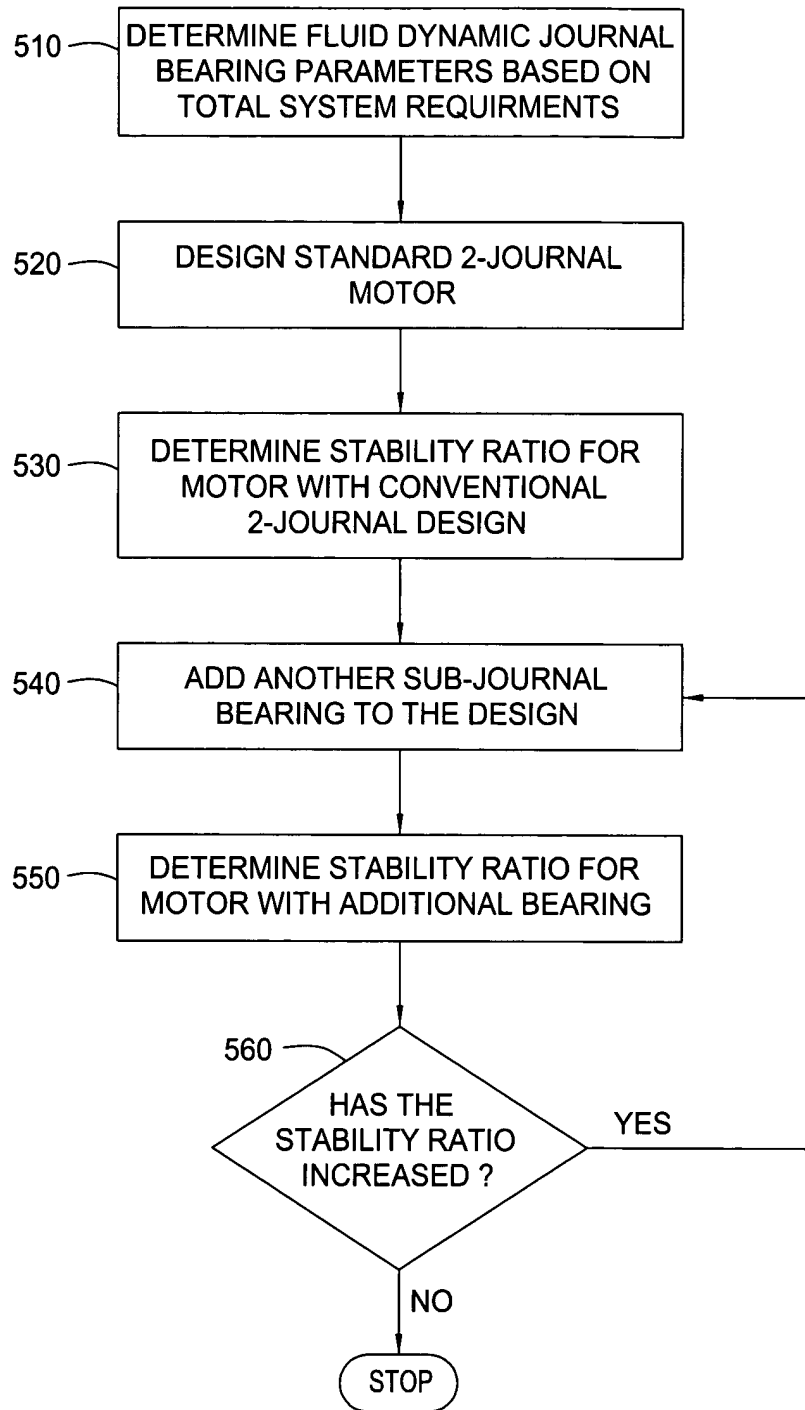 510
DETERMINE FLUID DYNAMIC JOURNAL
BEARING PARAMETERS BASED ON
TOTAL SYSTEM REQUIRMENTS
520
DESIGN STANDARD 2-JOURNAL
MOTOR
530
DETERMINE STABILITY RATIO FOR
MOTOR WITH CONVENTIONAL
2-JOURNAL DESIGN
540
ADD ANOTHER SUB-JOURNAL
BEARING TO THE DESIGN
550
DETERMINE STABILITY RATIO FOR
MOTOR WITH ADDITIONAL BEARING
560
HAS THE
STABILITY RATIO
INCREASED ?
YES
NO
STOP